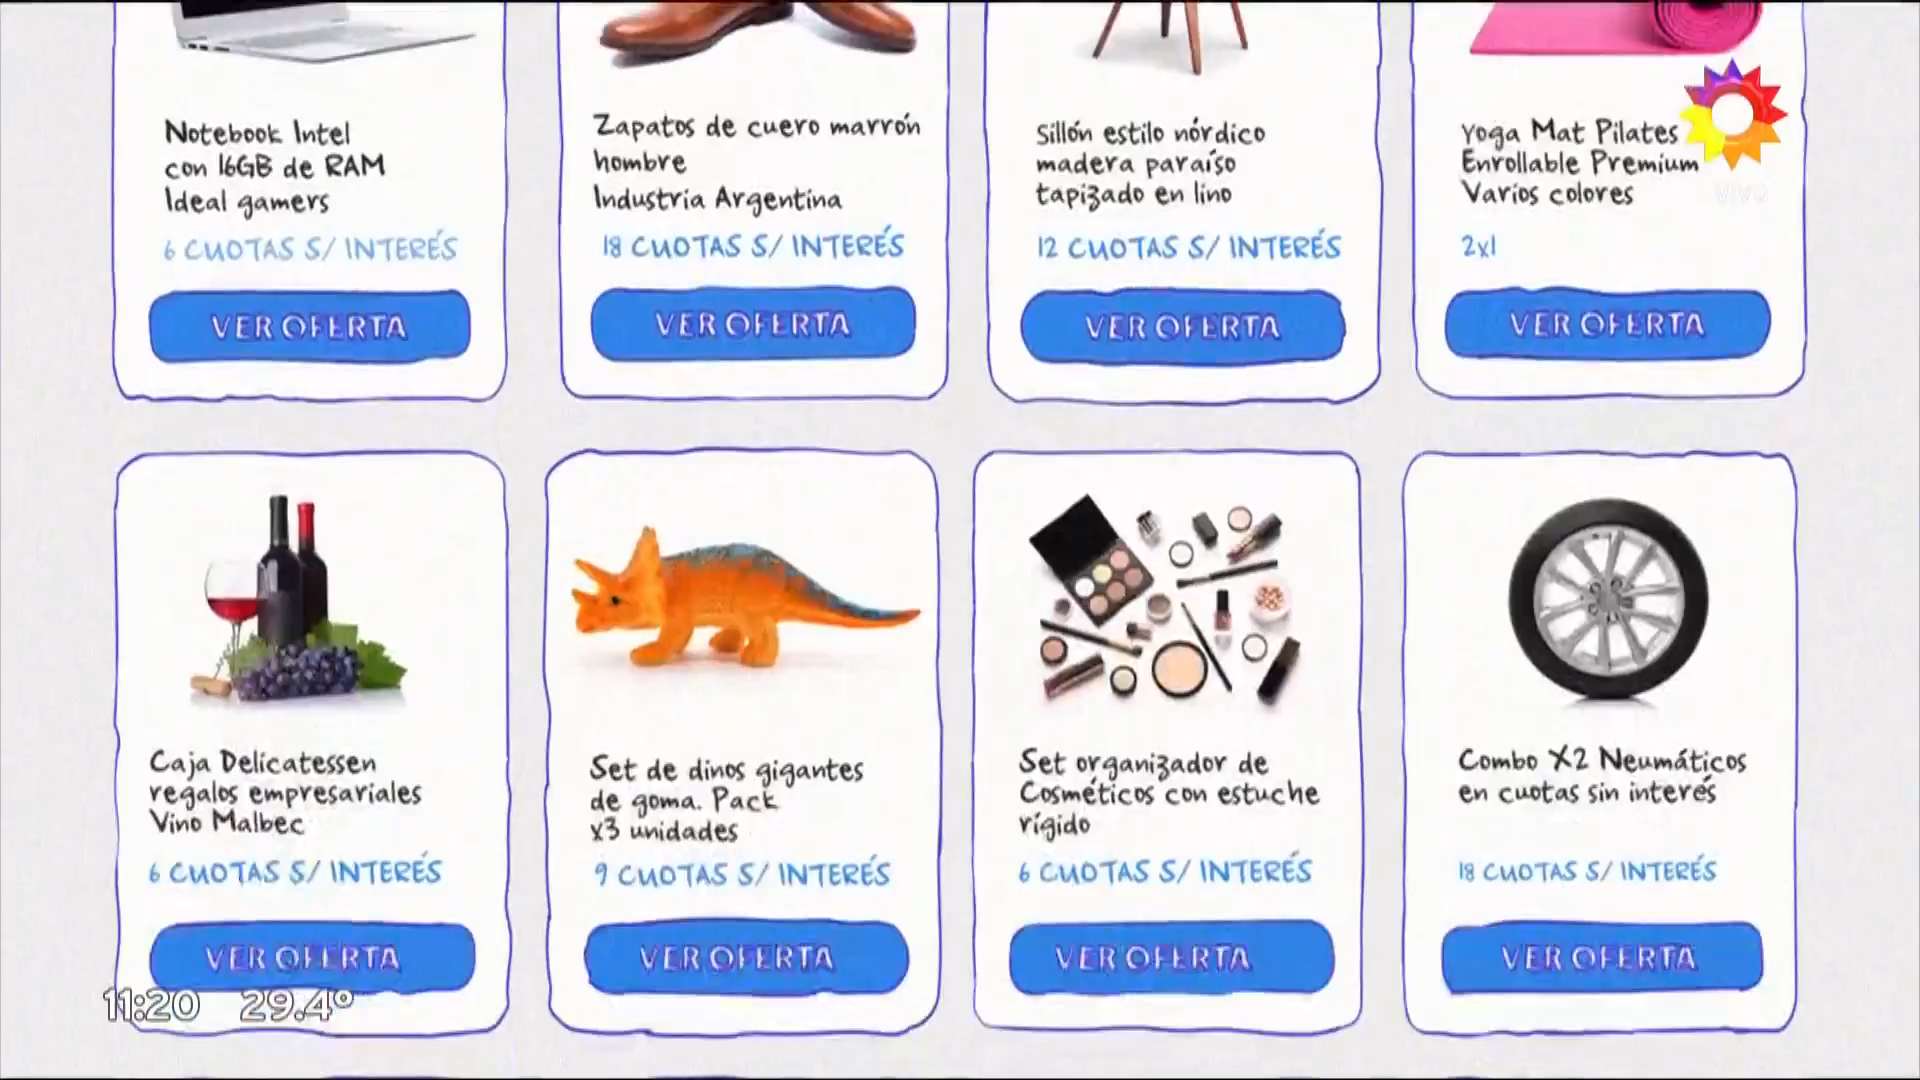 Notebook Intel
con 16GB de RAM
Ideal gamers
6 CUOTAS S/ INTERÉS
VER OFERTA
Zapatos de cuero marrón
hombre
Industria Argentina
18 CUOTAS S/ INTERÉS
VER OFERTA
Sillón estilo nórdico
madera paraíso
tapizado en lino
12 CUOTAS S/ INTERÉS
VER OFERTA
Yoga Mat Pilates
Enrollable Premium
Varios colores
2x1
VER OFERTA
VIVO
Caja Delicatessen
regalos empresariales
Vino Malbec
6 CUOTAS S/ INTERÉS
VER OFERTA
Set de dinos gigantes
de goma. Pack
x3 unidades
9 CUOTAS S/ INTERÉS
VER OFERTA
Set organizador de
Cosméticos con estuche
rígido
6 CUOTAS S/ INTERÉS
VER OFERTA
Combo X2 Neumáticos
en cuotas sin interés
18 CUOTAS S/ INTERÉS
VER OFERTA
11:20 29.4°